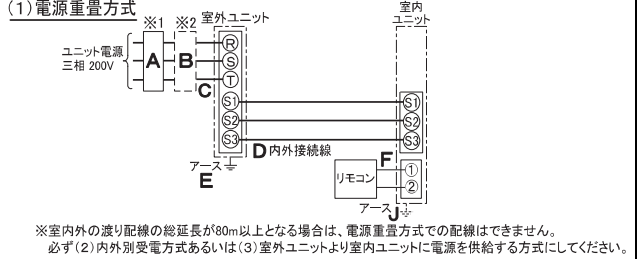 (1)電源重畳方式
※1 ※2 室外ユニット
室内
ユニット
ユニット電源
三相 200V
A
B
C
R
S
T
S1
S2
S3
S1
S2
S3
D 内外接続線
アース
E
リモコン
F
①
②
アース J
※室内外の渡り配線の総延長が80m以上となる場合は、電源重畳方式での配線はできません。
必ず(2)内外別受電方式あるいは(3)室外ユニットより室内ユニットに電源を供給する方式にしてください。